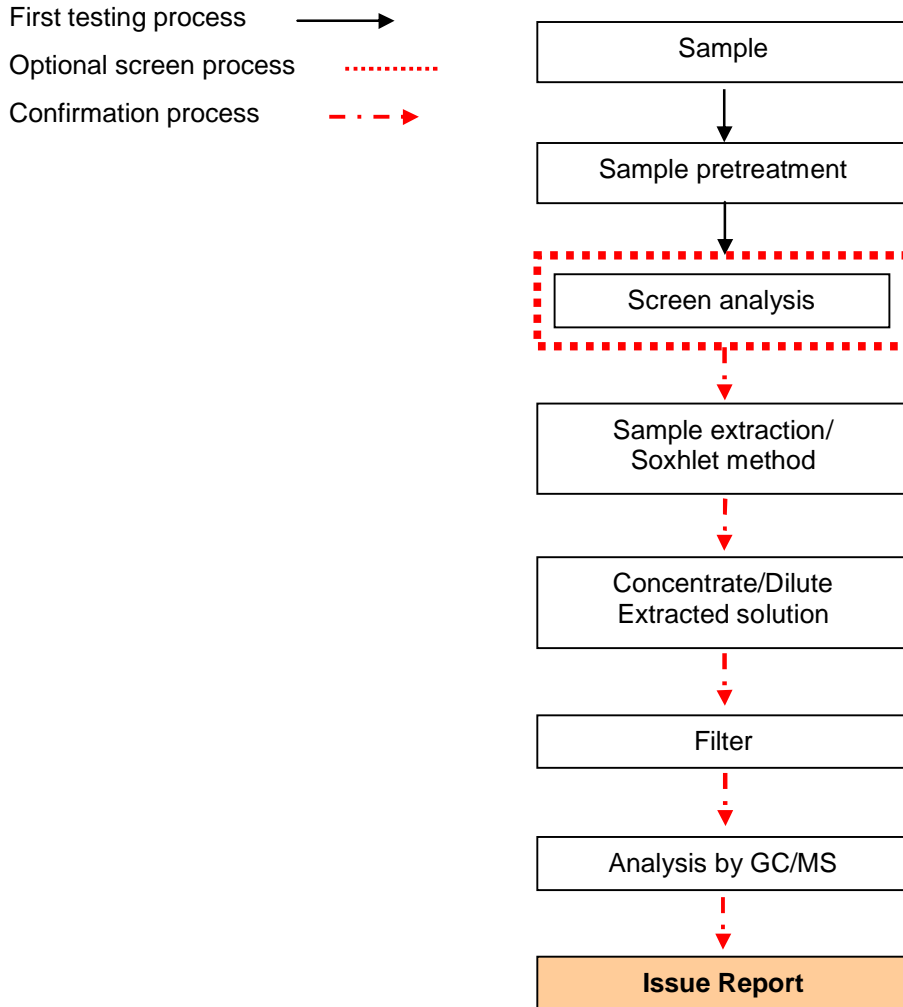 First testing process
Optional screen process
Confirmation process
Sample
Sample pretreatment
Screen analysis
Sample extraction/
Soxhlet method
Concentrate/Dilute
Extracted solution
Filter
Analysis by GC/MS
Issue Report